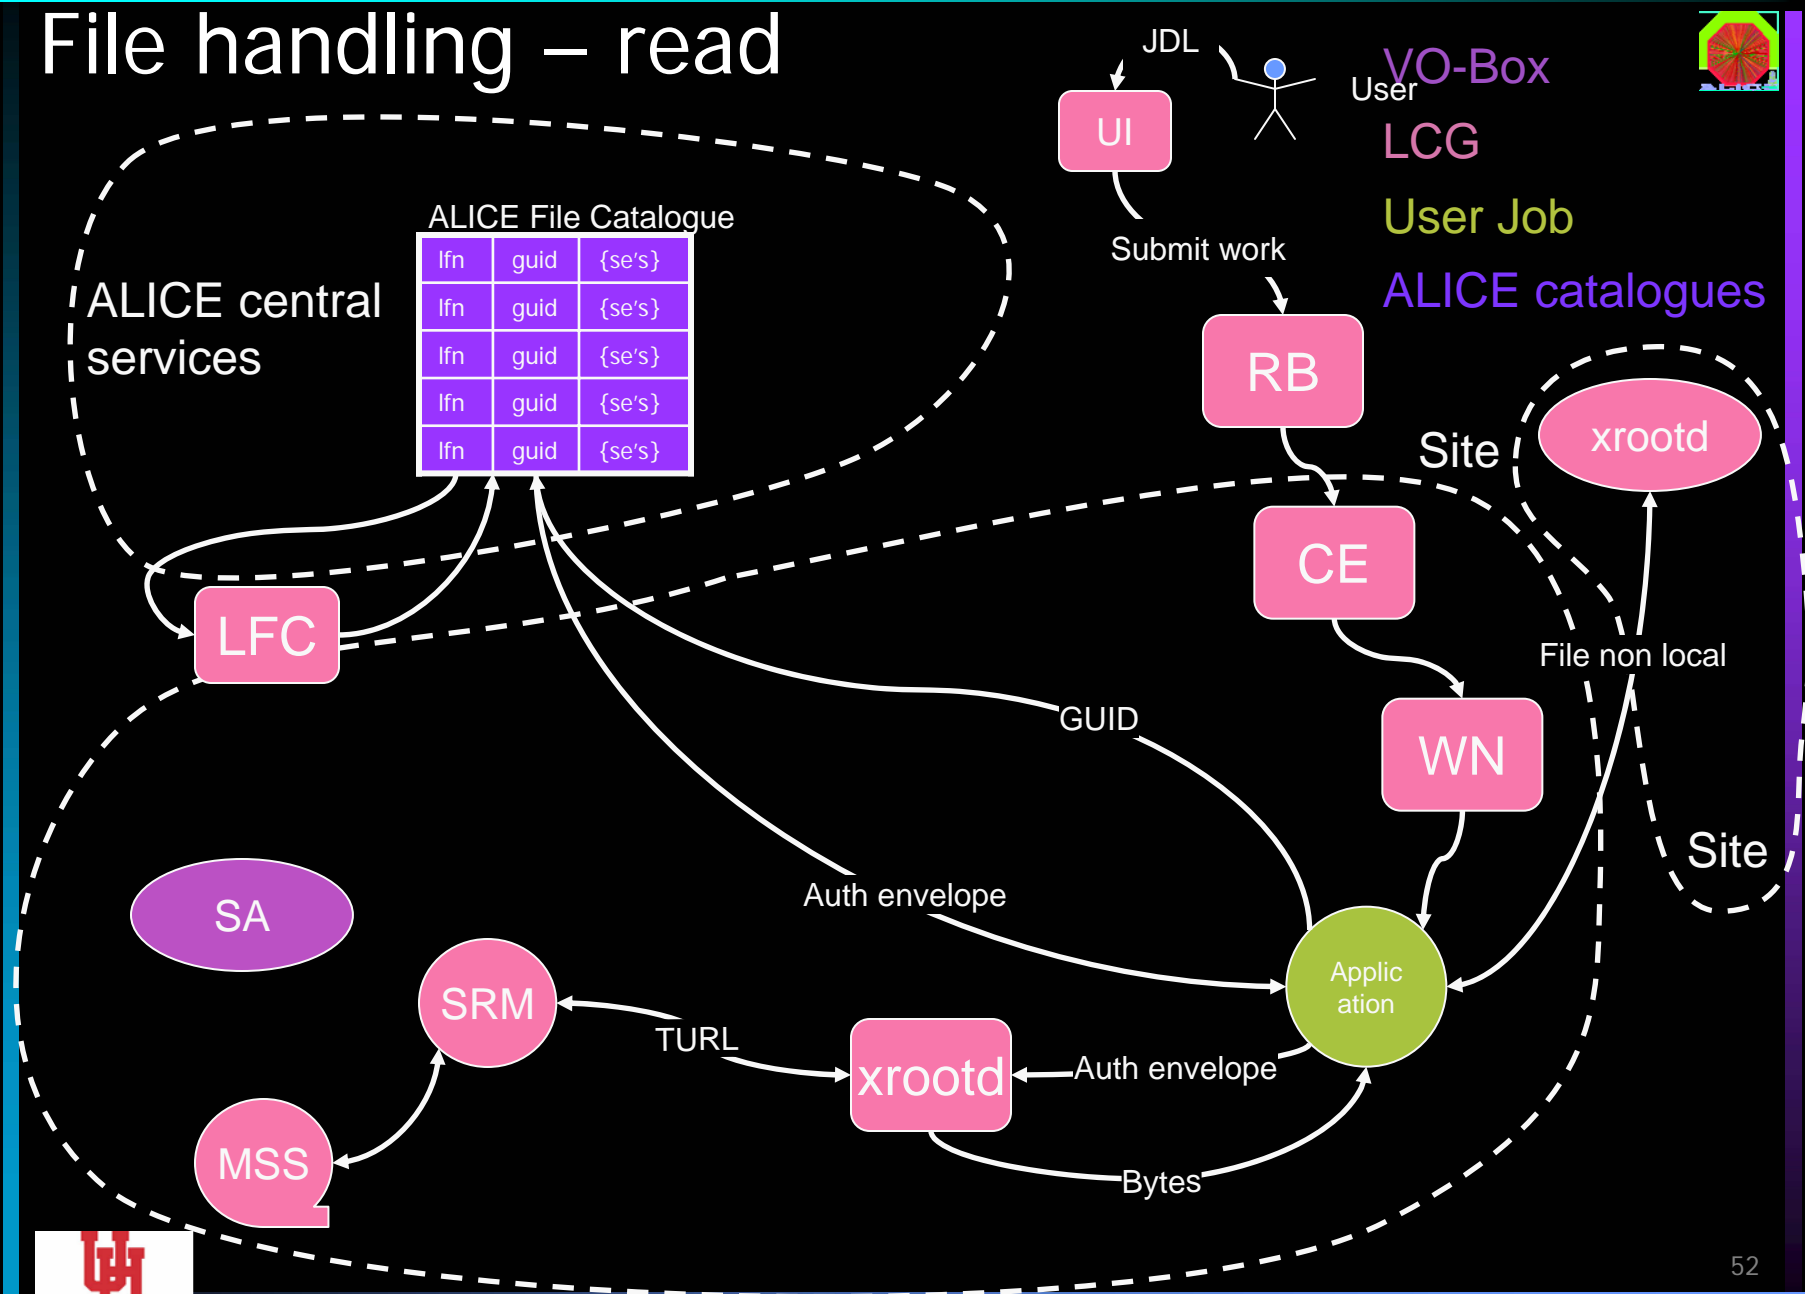 File handling – read
JDL
User
VO-Box
LCG
User Job
ALICE catalogues
UI
Submit work
ALICE File Catalogue
lfn guid {se's}
lfn guid {se's}
lfn guid {se's}
lfn guid {se's}
lfn guid {se's}
ALICE central
services
RB
Site
xrootd
CE
LFC
File non local
GUID
WN
Site
Auth envelope
SA
Applic
ation
SRM
TURL
xrootd
Auth envelope
MSS
Bytes
UH
52